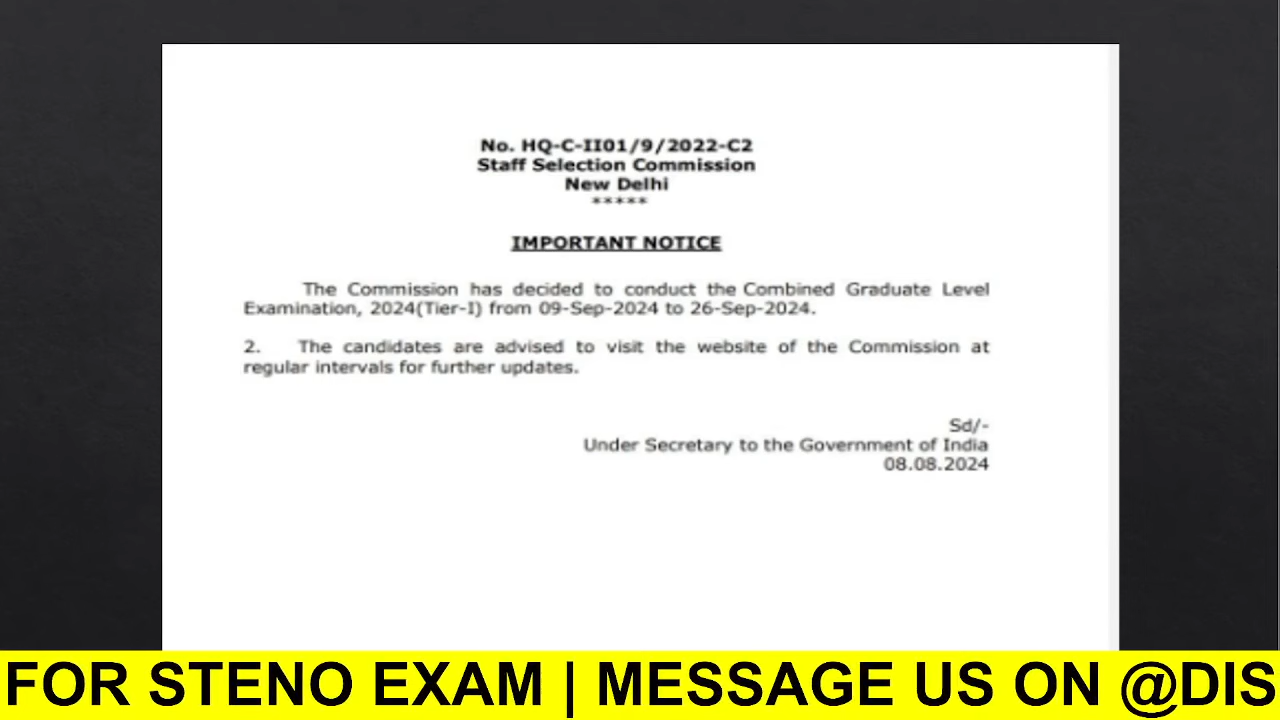 No. HQ-C-II01/9/2022-C2
Staff Selection Commission
New Delhi
*****
IMPORTANT NOTICE
The Commission has decided to conduct the Combined Graduate Level
Examination, 2024(Tier-I) from 09-Sep-2024 to 26-Sep-2024.
2. The candidates are advised to visit the website of the Commission at
regular intervals for further updates.
Sd/-
Under Secretary to the Government of India
08.08.2024
FOR STENO EXAM | MESSAGE US ON @DIS